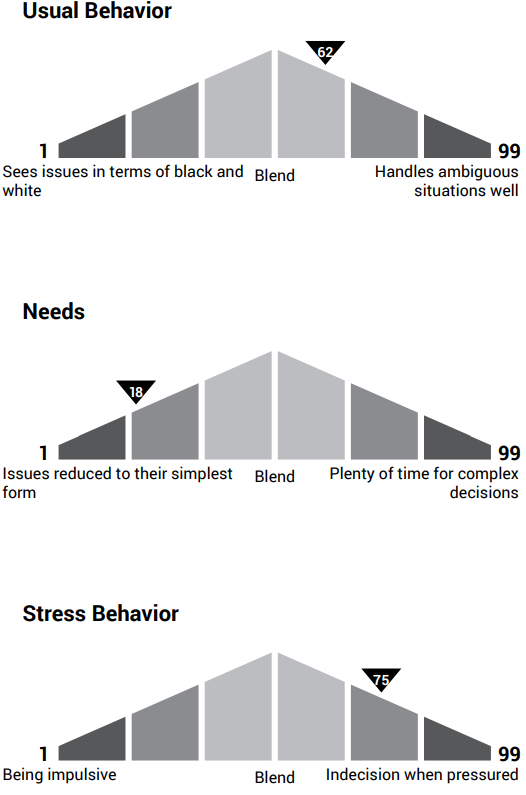 Usual Behavior
62
1
99
Sees issues in terms of black and
white
Blend
Handles ambiguous
situations well
Needs
18
1
99
Issues reduced to their simplest
form
Blend
Plenty of time for complex
decisions
Stress Behavior
75
1
99
Being impulsive
Blend
Indecision when pressured